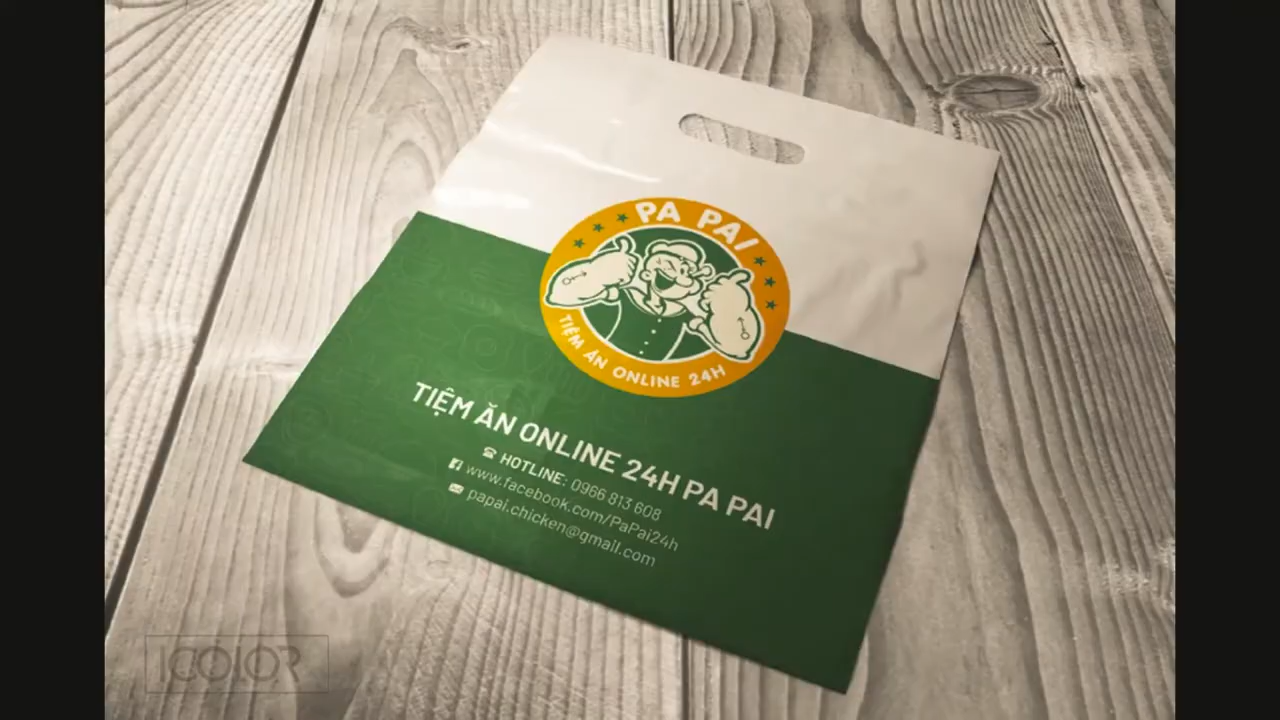 PA PAI
TIỆM ĂN ONLINE 24H
TIỆM ĂN ONLINE 24H PA PAI
HOTLINE: 0966 813 608
www.facebook.com/PaPai24h
papai.chicken@gmail.com
ICOLOR